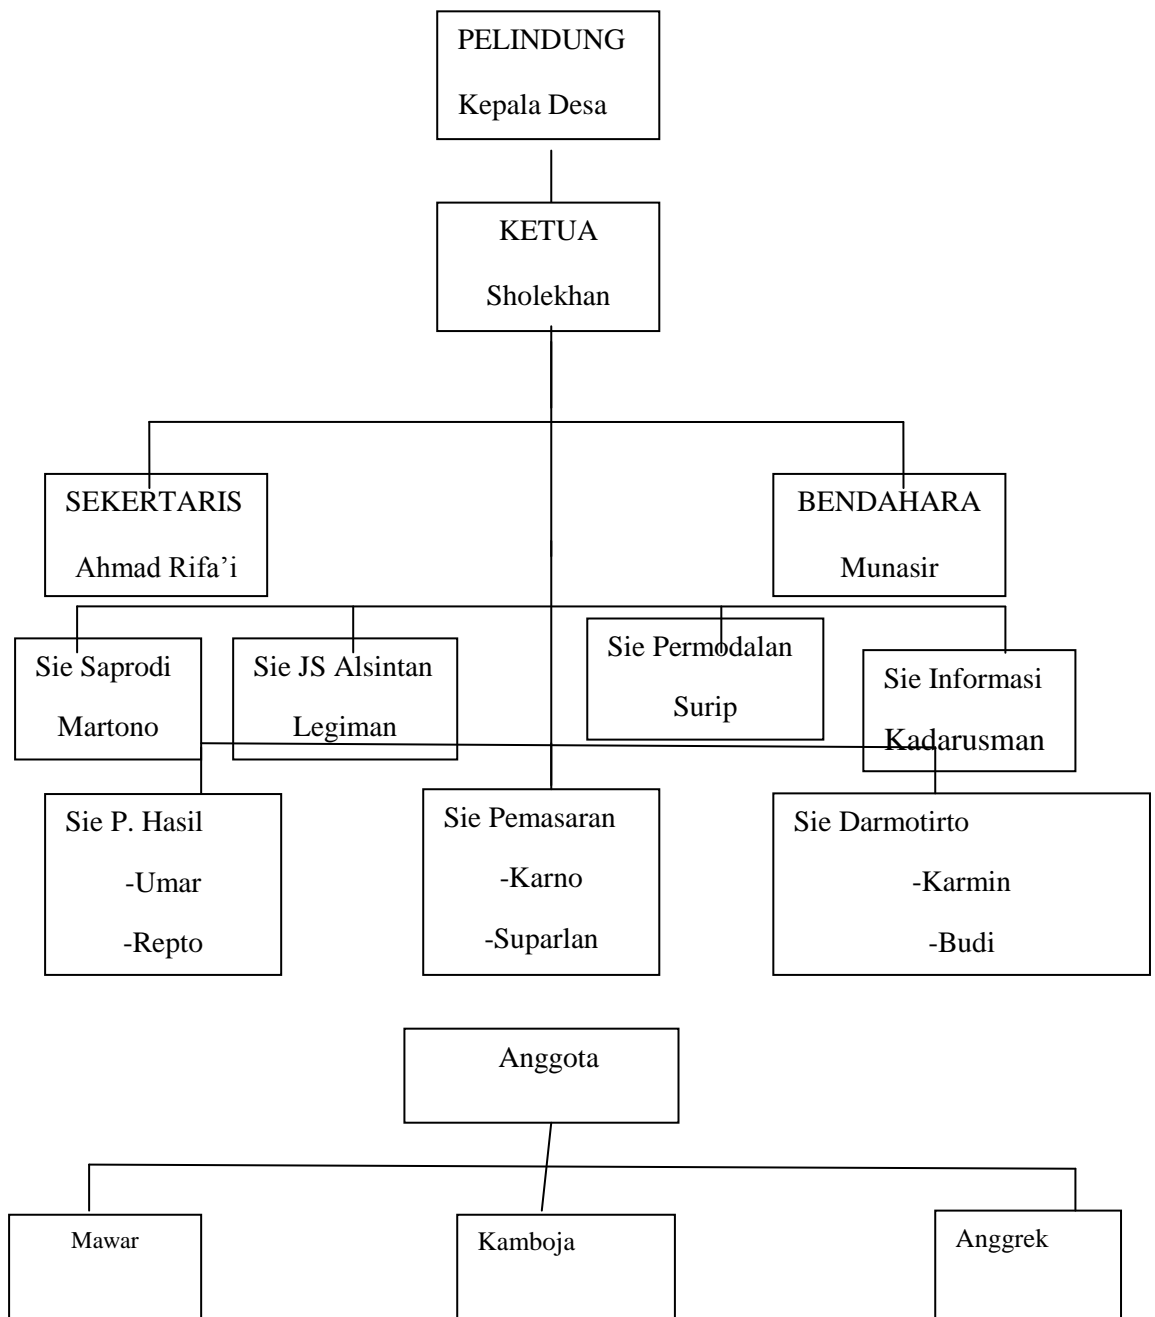 PELINDUNG
Kepala Desa
KETUA
Sholekhan
SEKERTARIS
Ahmad Rifa’i
BENDAHARA
Munasir
Sie Saprodi
Martono
Sie JS Alsintan
Legiman
Sie Permodalan
Surip
Sie Informasi
Kadarusman
Sie P. Hasil
-Umar
-Repto
Sie Pemasaran
-Karno
-Suparlan
Sie Darmotirto
-Karmin
-Budi
Anggota
Mawar
Kamboja
Anggrek